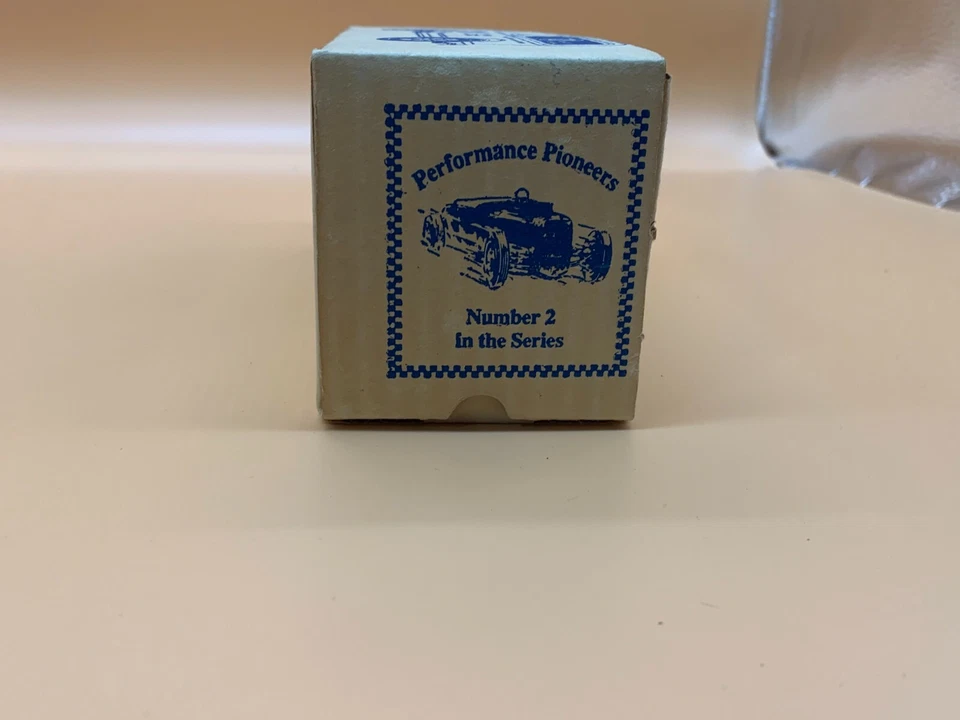 Performance Pioneers
Number 2
in the Series